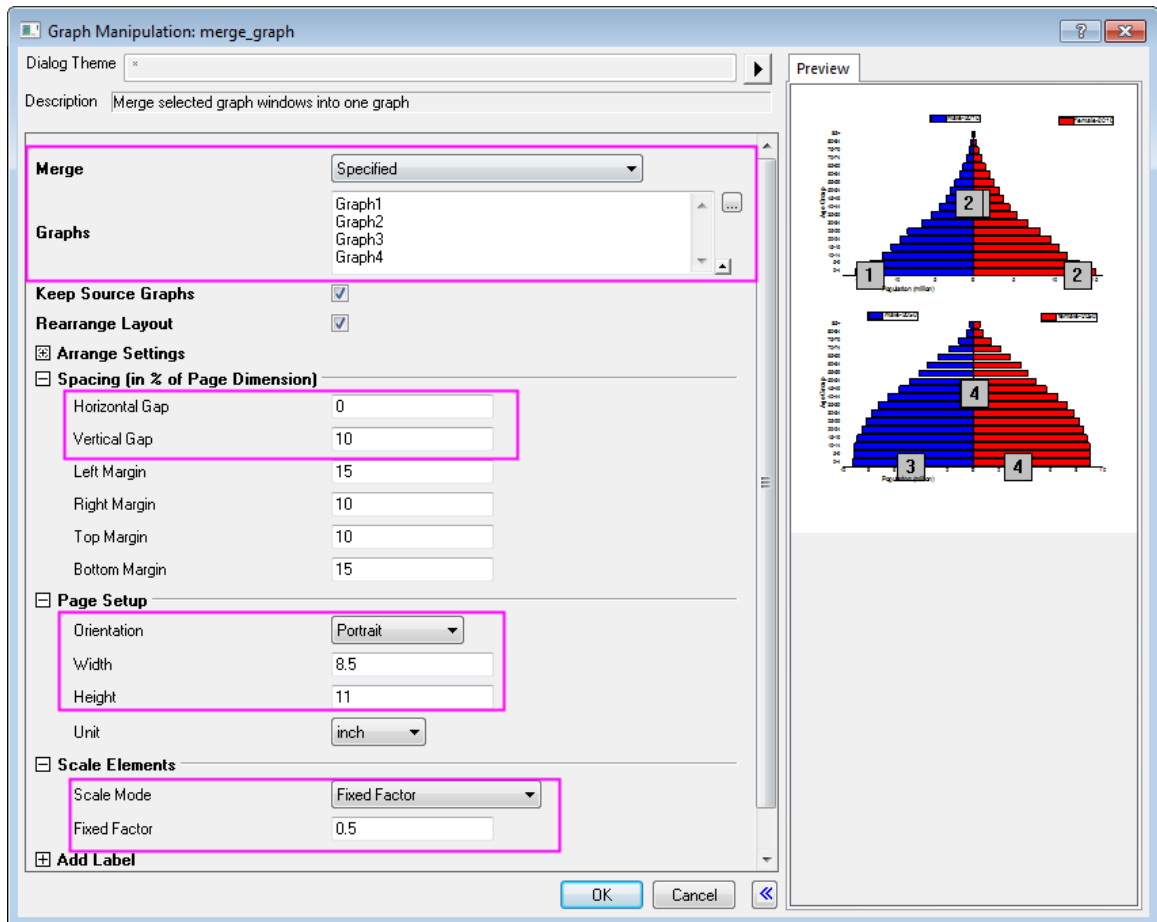 Graph Manipulation: merge_graph
Dialog Theme *
Description Merge selected graph windows into one graph
Merge Specified
Graphs
Graph1
Graph2
Graph3
Graph4
...
Keep Source Graphs
Rearrange Layout
Arrange Settings
Spacing (in % of Page Dimension)
Horizontal Gap 0
Vertical Gap 10
Left Margin 15
Right Margin 10
Top Margin 10
Bottom Margin 15
Page Setup
Orientation Portrait
Width 8.5
Height 11
Unit inch
Scale Elements
Scale Mode Fixed Factor
Fixed Factor 0.5
Add Label
OK Cancel
Preview
2
1 2
Population (million)
4
3 4
Population (million)